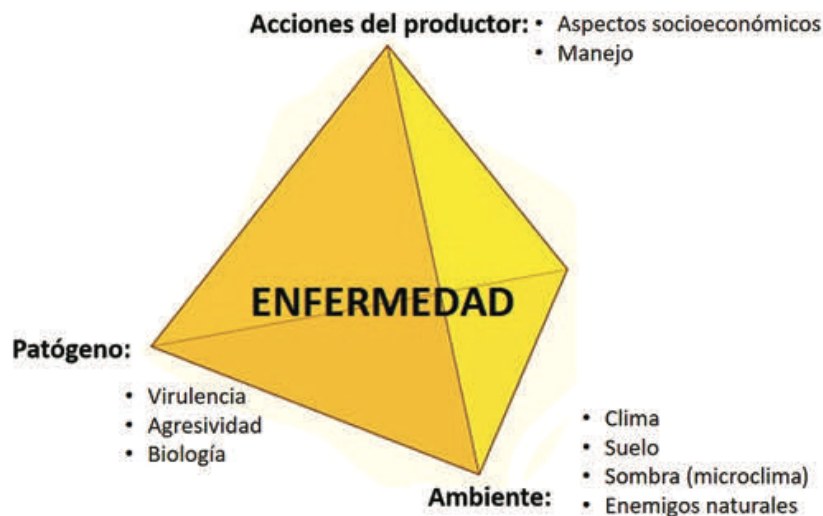 Acciones del productor: • Aspectos socioeconómicos
• Manejo
ENFERMEDAD
Patógeno:
• Virulencia
• Agresividad
• Biología
Ambiente:
• Clima
• Suelo
• Sombra (microclima)
• Enemigos naturales